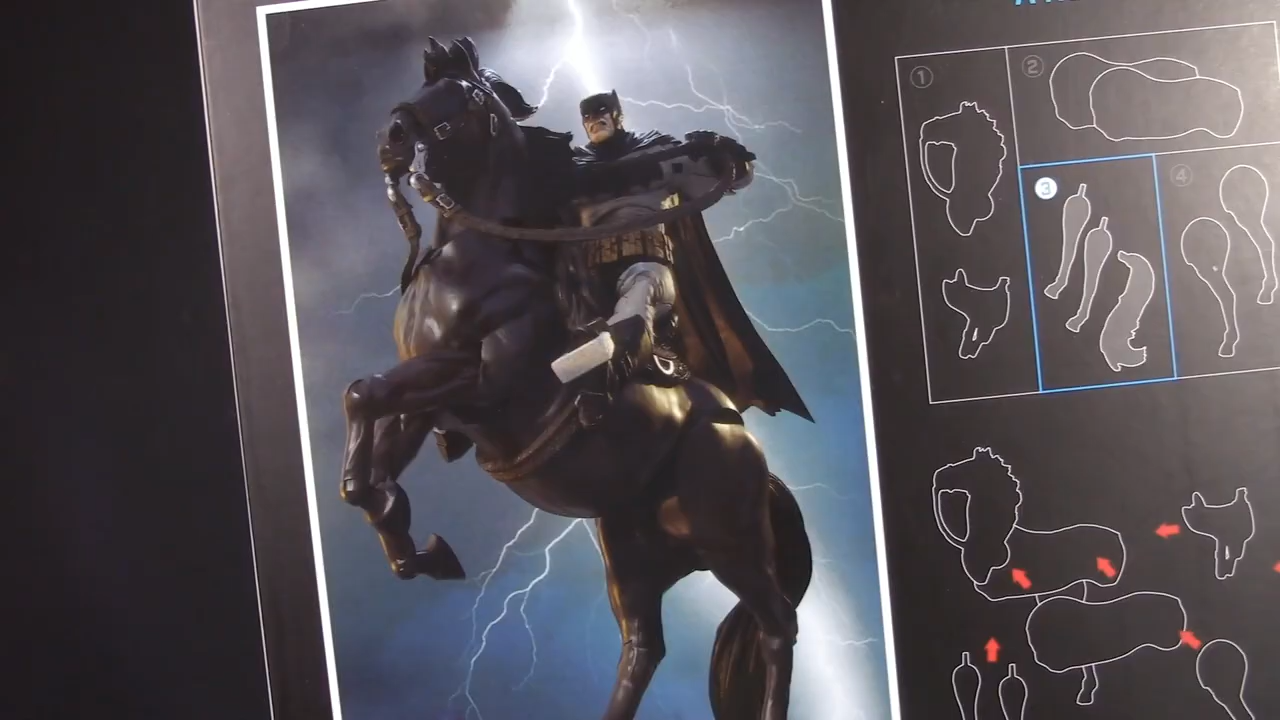 ①
②
③
④